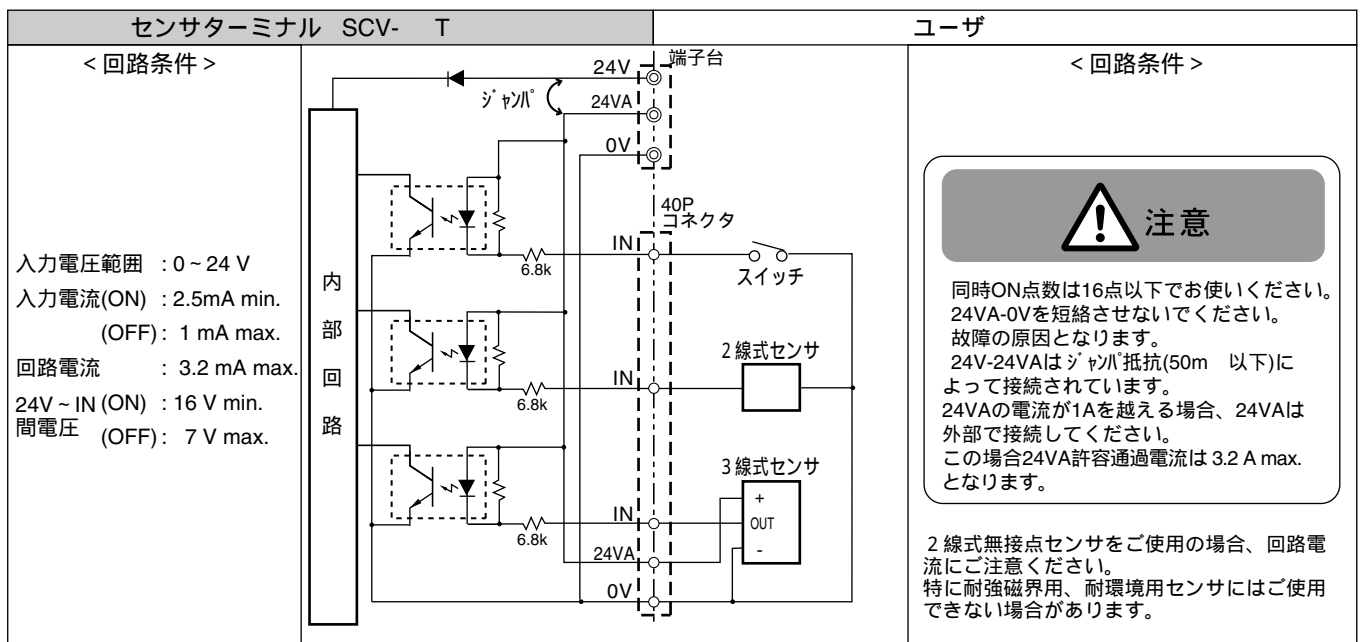 センサターミナル SCV- T
ユーザ
<回路条件>
入力電圧範囲 : 0~24 V
入力電流(ON) : 2.5mA min.
(OFF) : 1 mA max.
回路電流 : 3.2 mA max.
24V~IN (ON) : 16 V min.
間電圧 (OFF) : 7 V max.
内部回路
ジャンパ
24V
24VA
0V
端子台
40P
コネクタ
IN
6.8k
スイッチ
IN
6.8k
2線式センサ
IN
6.8k
3線式センサ
+
OUT
-
24VA
0V
<回路条件>
注意
同時ON点数は16点以下でお使いください。
24VA-0Vを短絡させないでください。
故障の原因となります。
24V-24VAはジャンパ抵抗(50m 以下)に
よって接続されています。
24VAの電流が1Aを越える場合、24VAは
外部で接続してください。
この場合24VA許容通過電流は 3.2 A max.
となります。
2線式無接点センサをご使用の場合、回路電
流にご注意ください。
特に耐強磁界用、耐環境用センサにはご使用
できない場合があります。